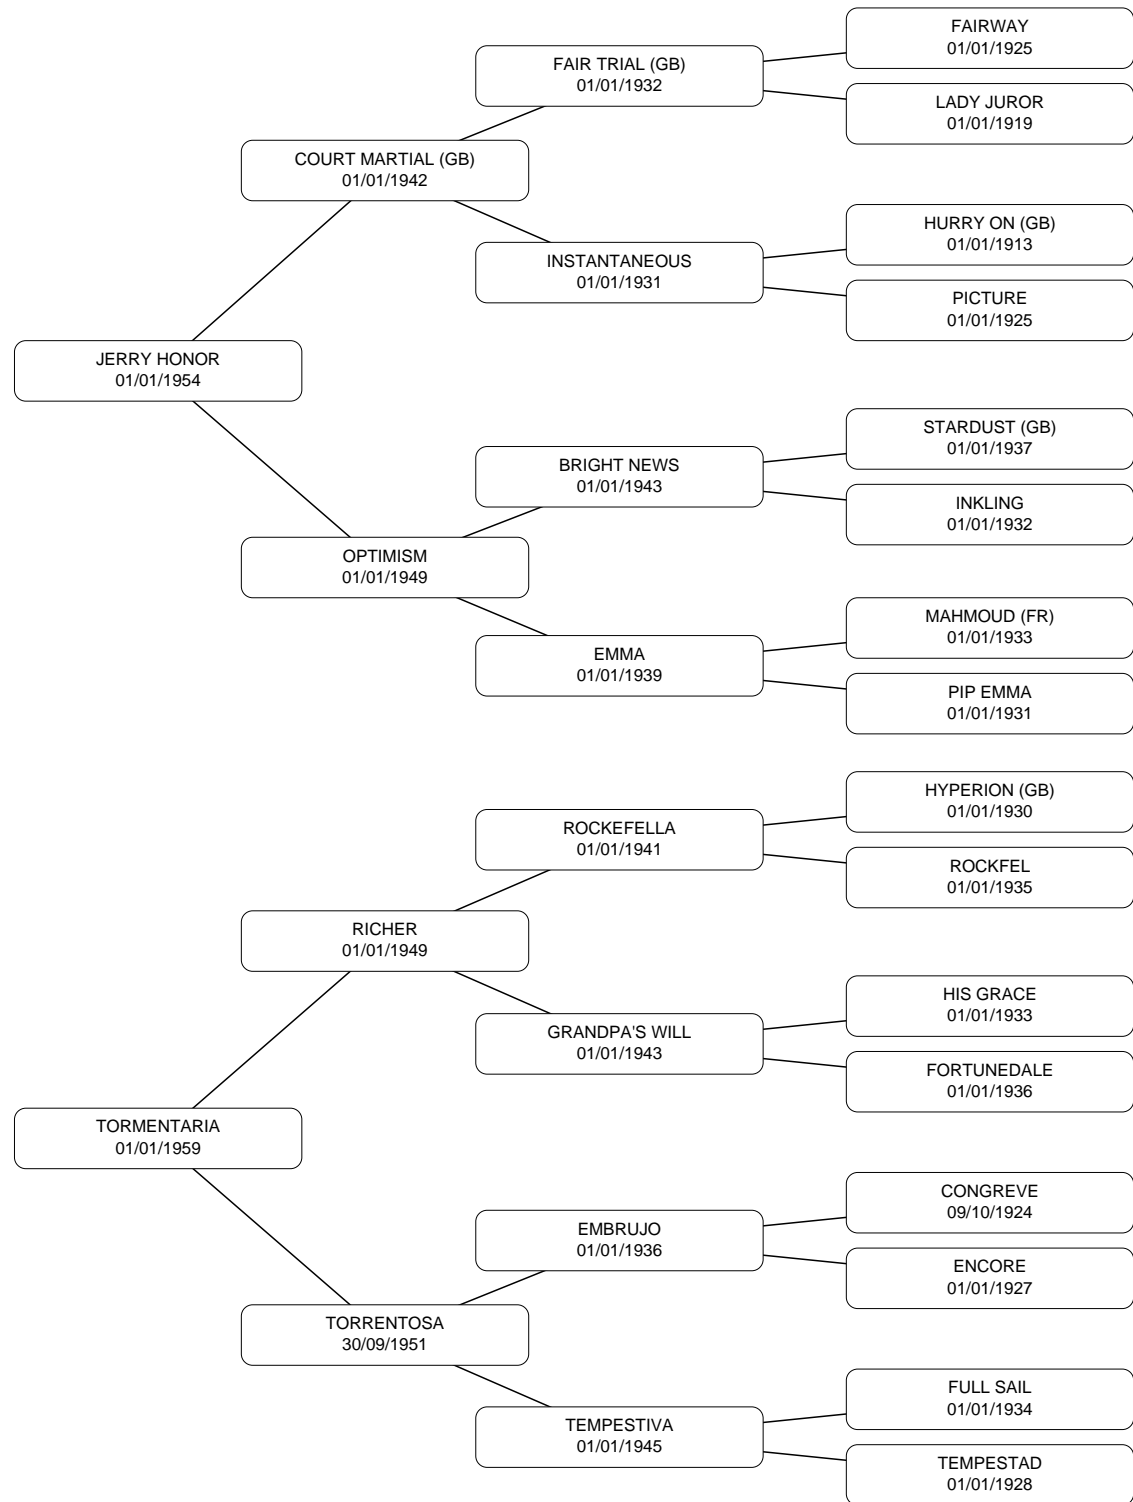 FAIRWAY
01/01/1925
FAIR TRIAL (GB)
01/01/1932
LADY JUROR
01/01/1919
COURT MARTIAL (GB)
01/01/1942
HURRY ON (GB)
01/01/1913
INSTANTANEOUS
01/01/1931
PICTURE
01/01/1925
JERRY HONOR
01/01/1954
STARDUST (GB)
01/01/1937
BRIGHT NEWS
01/01/1943
INKLING
01/01/1932
OPTIMISM
01/01/1949
MAHMOUD (FR)
01/01/1933
EMMA
01/01/1939
PIP EMMA
01/01/1931
HYPERION (GB)
01/01/1930
ROCKEFELLA
01/01/1941
ROCKFEL
01/01/1935
RICHER
01/01/1949
HIS GRACE
01/01/1933
GRANDPA'S WILL
01/01/1943
FORTUNEDALE
01/01/1936
TORMENTARIA
01/01/1959
CONGREVE
09/10/1924
EMBRUJO
01/01/1936
ENCORE
01/01/1927
TORRENTOSA
30/09/1951
FULL SAIL
01/01/1934
TEMPESTIVA
01/01/1945
TEMPESTAD
01/01/1928